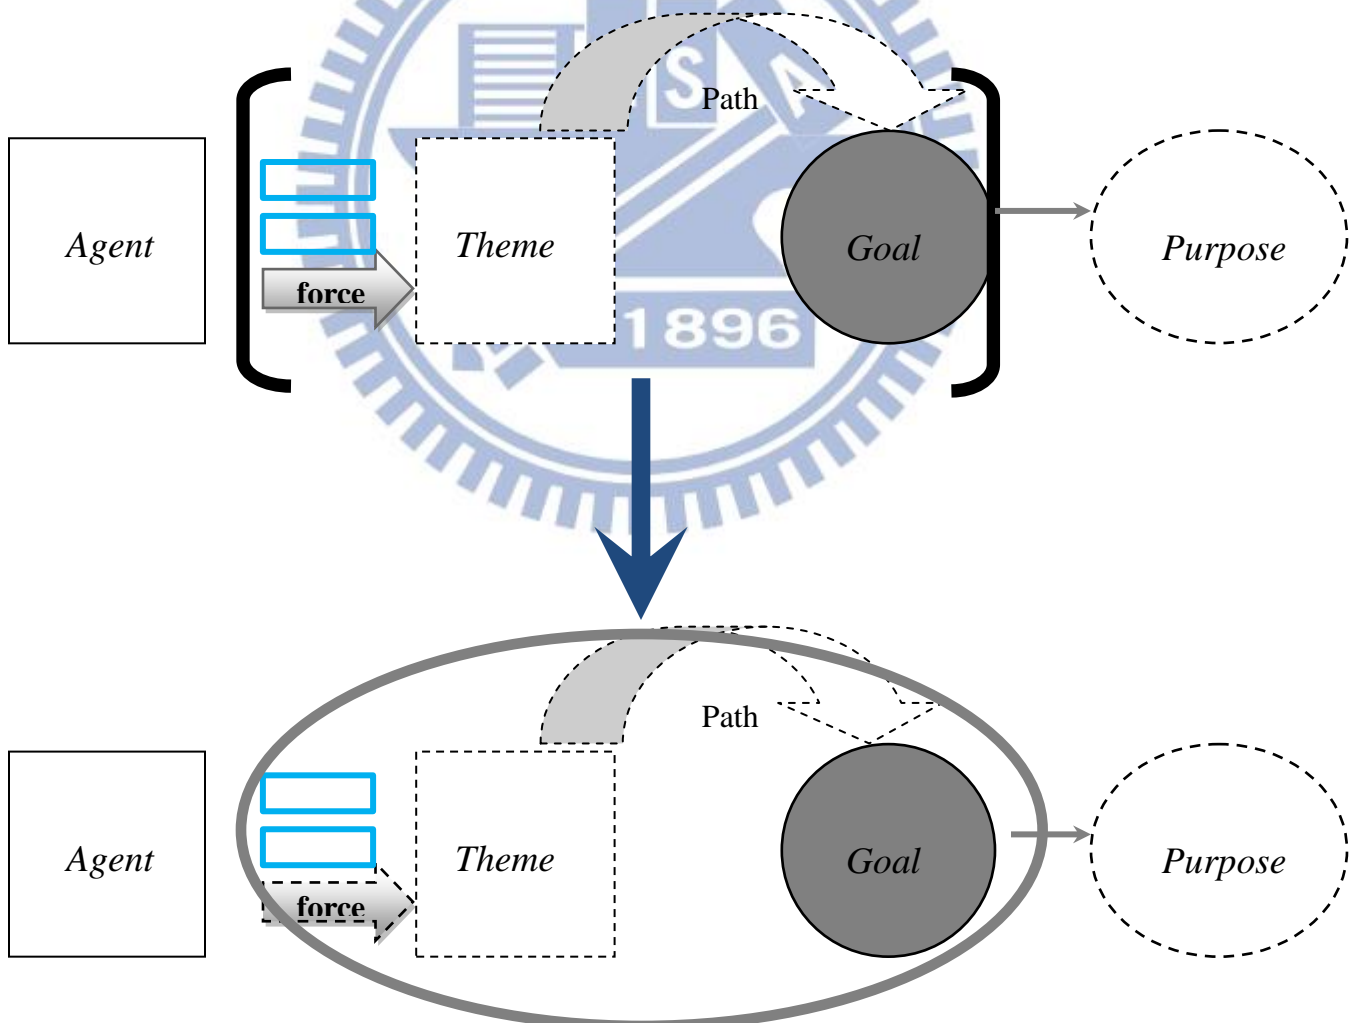 S
A
Path
Agent
Theme
Goal
Purpose
force
1896
Path
Agent
Theme
Goal
Purpose
force